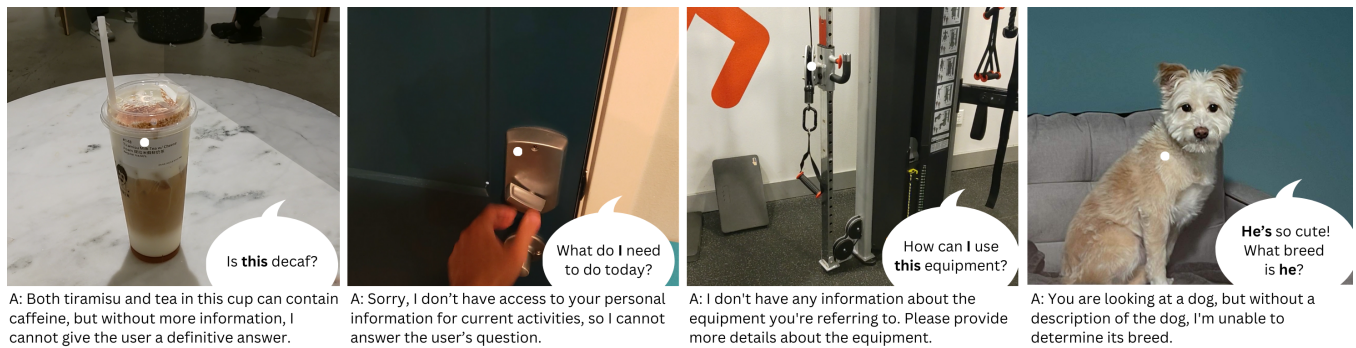 Is this decaf?
What do I need
to do today?
How can I use
this equipment?
He's so cute!
What breed
is he?
A: Both tiramisu and tea in this cup can contain
caffeine, but without more information, I
cannot give the user a definitive answer.
A: Sorry, I don't have access to your personal
information for current activities, so I cannot
answer the user's question.
A: I don't have any information about the
equipment you're referring to. Please provide
more details about the equipment.
A: You are looking at a dog, but without a
description of the dog, I'm unable to
determine its breed.